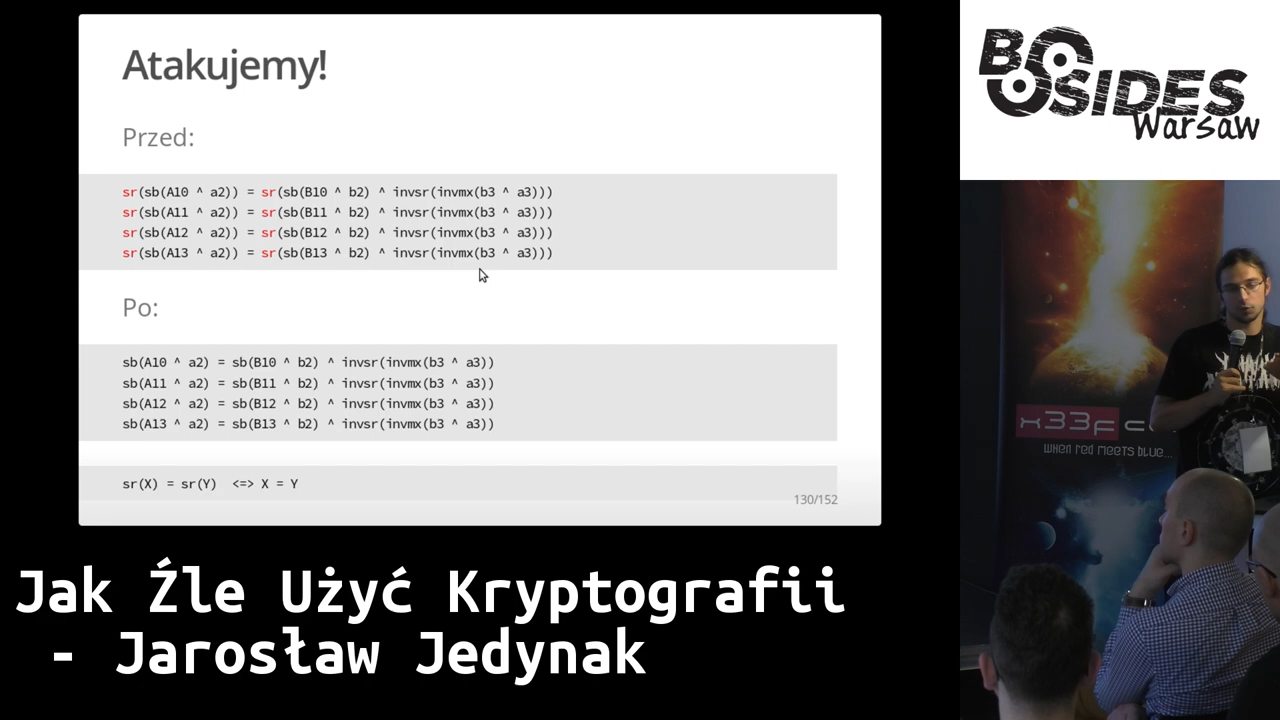 Atakujemy!
Przed:
sr(sb(A10 ^ a2)) = sr(sb(B10 ^ b2) ^ invsr(invmx(b3 ^ a3)))
sr(sb(A11 ^ a2)) = sr(sb(B11 ^ b2) ^ invsr(invmx(b3 ^ a3)))
sr(sb(A12 ^ a2)) = sr(sb(B12 ^ b2) ^ invsr(invmx(b3 ^ a3)))
sr(sb(A13 ^ a2)) = sr(sb(B13 ^ b2) ^ invsr(invmx(b3 ^ a3)))
Po:
sb(A10 ^ a2) = sb(B10 ^ b2) ^ invsr(invmx(b3 ^ a3))
sb(A11 ^ a2) = sb(B11 ^ b2) ^ invsr(invmx(b3 ^ a3))
sb(A12 ^ a2) = sb(B12 ^ b2) ^ invsr(invmx(b3 ^ a3))
sb(A13 ^ a2) = sb(B13 ^ b2) ^ invsr(invmx(b3 ^ a3))
sr(X) = sr(Y) <=> X = Y
130/152
Jak Źle Użyć Kryptografii
- Jarosław Jedynak
BSIDES
Warsaw
x33f
when red meets blue...